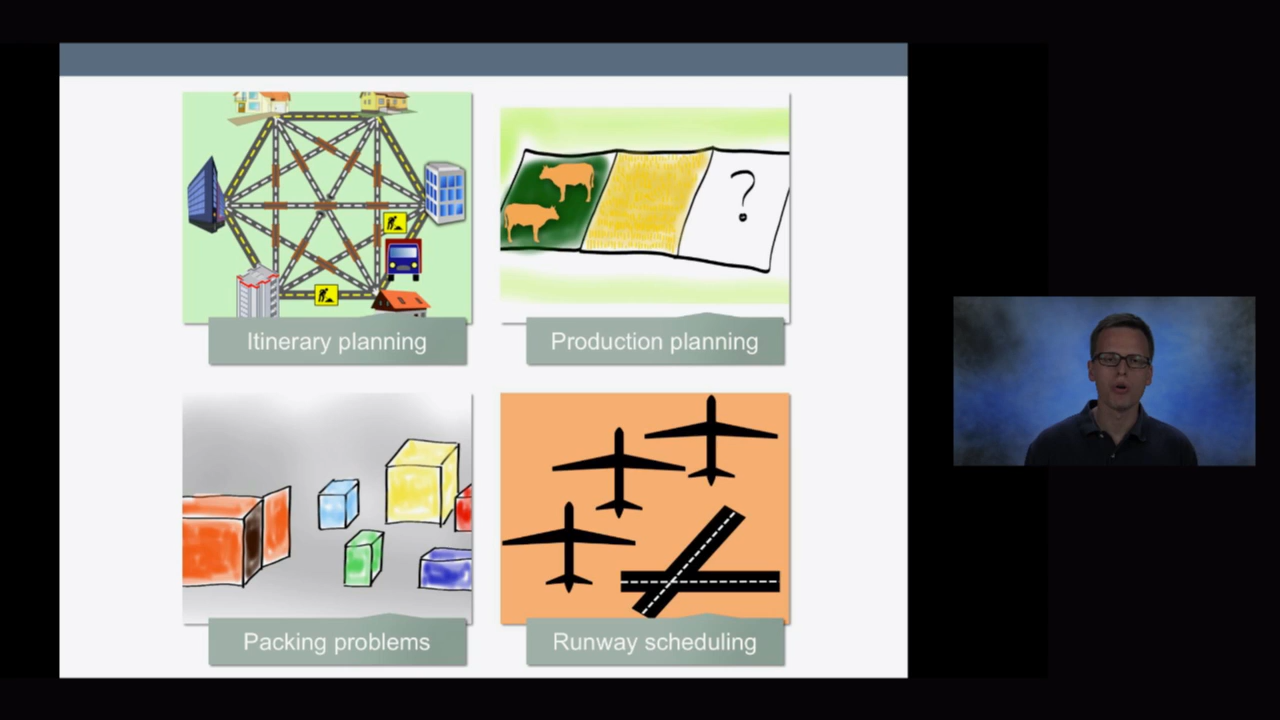 Itinerary planning
Production planning
?
Packing problems
Runway scheduling